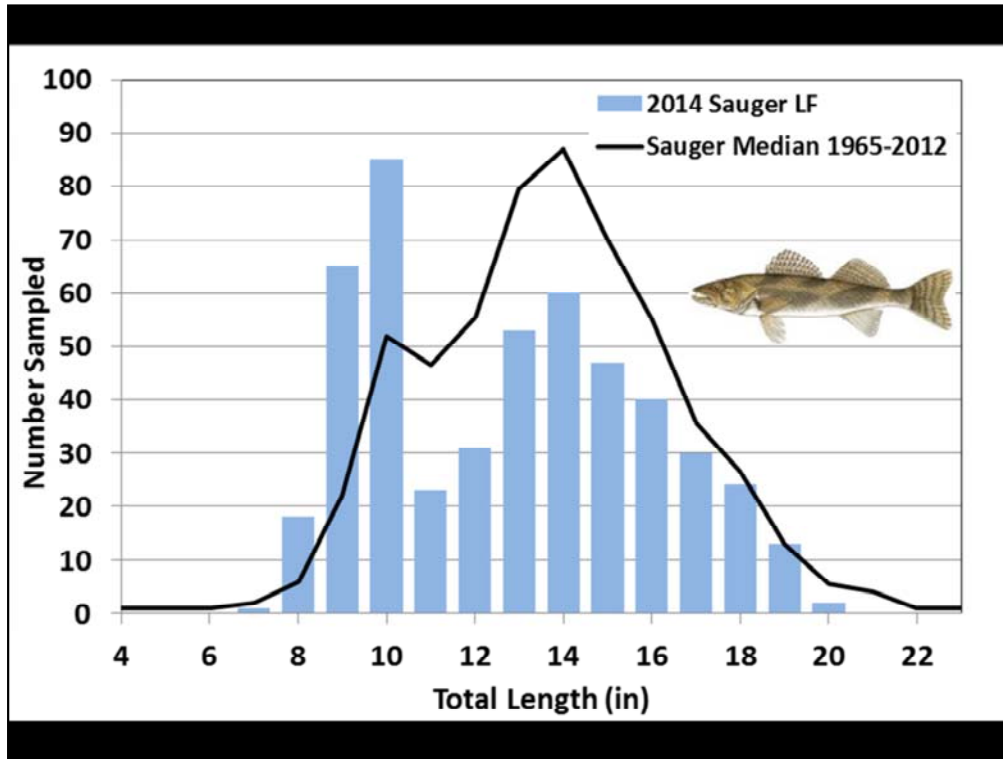 2014 Sauger LF
Sauger Median 1965-2012
Number Sampled
100
90
80
70
60
50
40
30
20
10
0
4 6 8 10 12 14 16 18 20 22
Total Length (in)